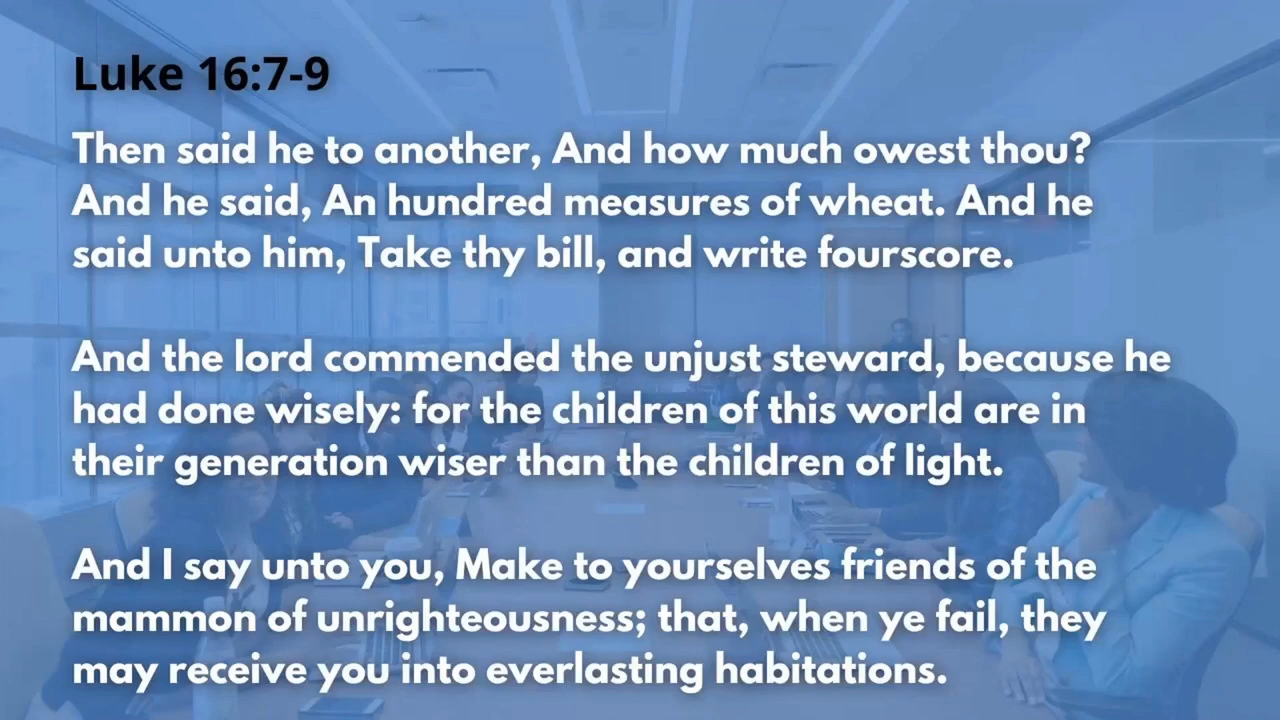 Luke 16:7-9
Then said he to another, And how much owest thou?
And he said, An hundred measures of wheat. And he
said unto him, Take thy bill, and write fourscore.
And the lord commended the unjust steward, because he
had done wisely: for the children of this world are in
their generation wiser than the children of light.
And I say unto you, Make to yourselves friends of the
mammon of unrighteousness; that, when ye fail, they
may receive you into everlasting habitations.